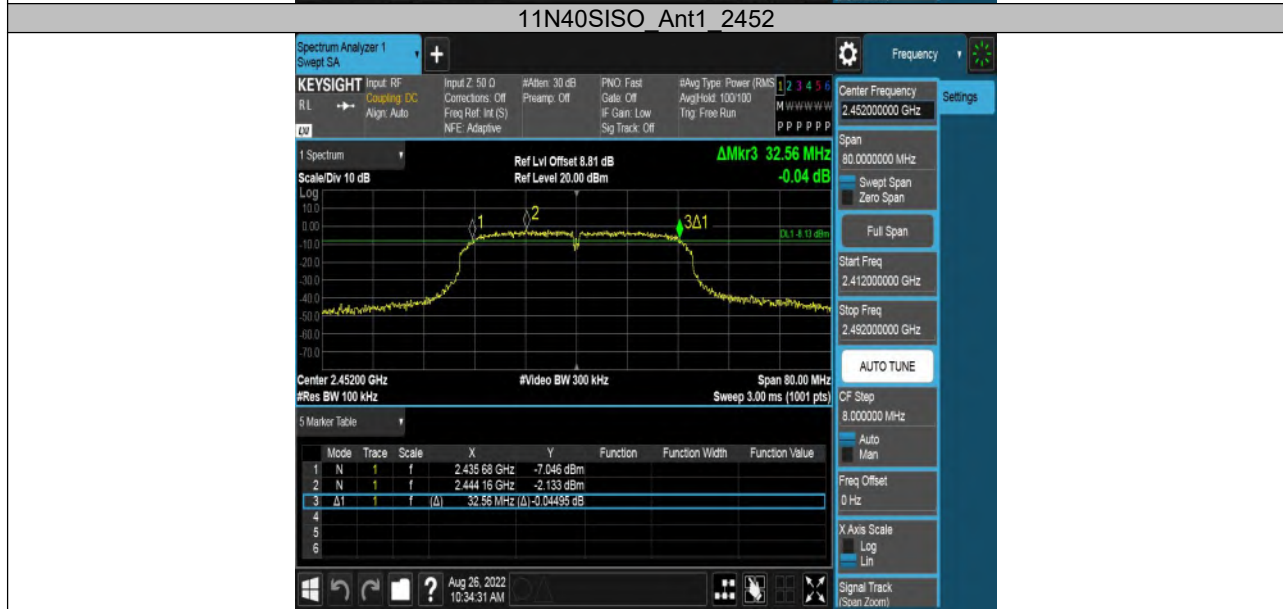 11N40SISO_Ant1_2452
Spectrum Analyzer 1
Swept SA
+
Frequency
KEYSIGHT
RL
LXI
Input: RF
Coupling: DC
Align: Auto
Input Z: 50 Ω
Corrections: Off
Freq Ref: Int (S)
NFE: Adaptive
#Atten: 30 dB
Preamp: Off
PNO: Fast
Gate: Off
IF Gain: Low
Sig Track: Off
#Avg Type: Power (RMS
Avg|Hold: 100/100
Trig: Free Run
1 2 3 4 5 6
M W W W W W
P P P P P P
Center Frequency
2.452000000 GHz
Settings
Span
80.0000000 MHz
Swept Span
Zero Span
Full Span
Start Freq
2.412000000 GHz
Stop Freq
2.492000000 GHz
AUTO TUNE
CF Step
8.000000 MHz
Auto
Man
Freq Offset
0 Hz
X Axis Scale
Log
Lin
Signal Track
(Span Zoom)
1 Spectrum
Scale/Div 10 dB
Ref Lvl Offset 8.81 dB
Ref Level 20.00 dBm
ΔMkr3 32.56 MHz
-0.04 dB
Log
10.0
0.00
-10.0
-20.0
-30.0
-40.0
-50.0
-60.0
-70.0
1
2
3Δ1
DL1 -8.13 dBm
Center 2.45200 GHz
#Video BW 300 kHz
Span 80.00 MHz
#Res BW 100 kHz
Sweep 3.00 ms (1001 pts)
5 Marker Table
Mode Trace Scale X Y Function Function Width Function Value
1 N 1 f 2.435 68 GHz -7.046 dBm
2 N 1 f 2.444 16 GHz -2.133 dBm
3 Δ1 1 f (Δ) 32.56 MHz (Δ) -0.04495 dB
4
5
6
?
Aug 26, 2022
10:34:31 AM